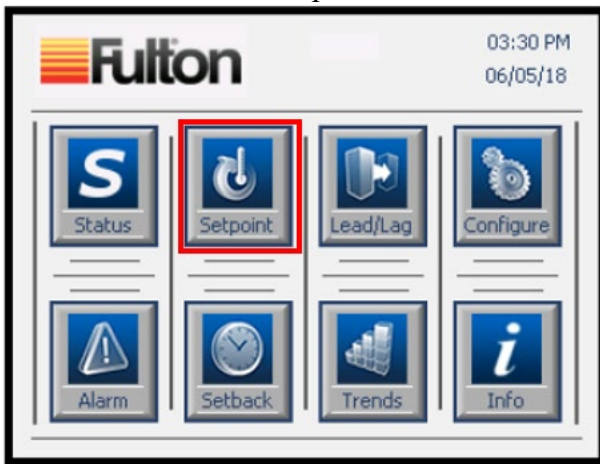 Fulton
03:30 PM
06/05/18
S
Status
Setpoint
Lead/Lag
Configure
Alarm
Setback
Trends
i
Info